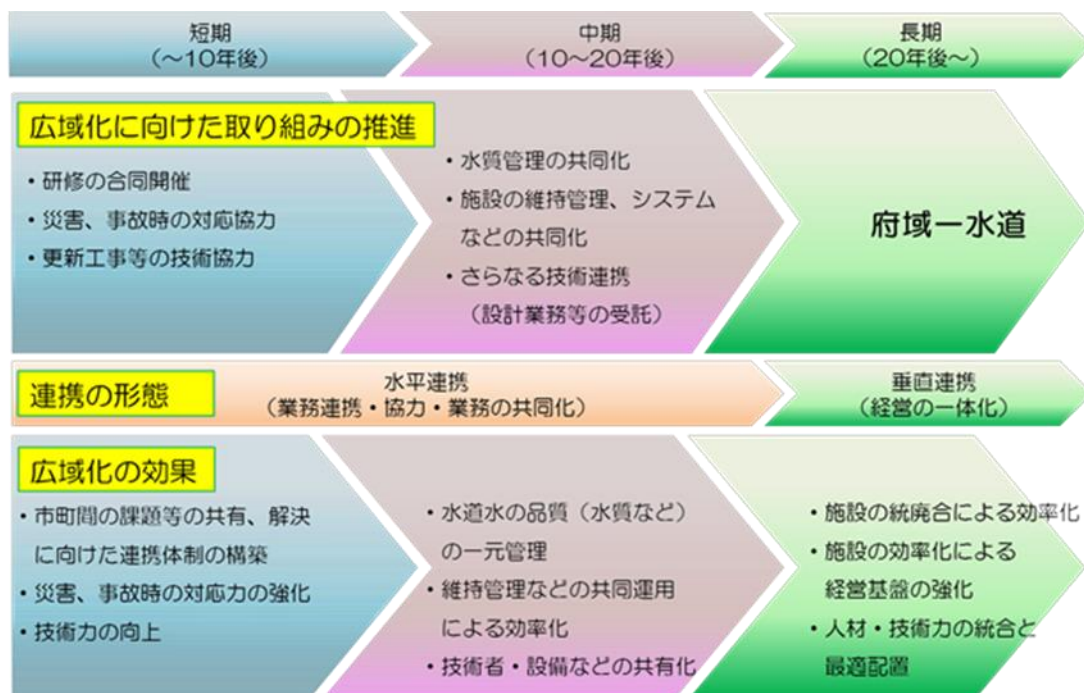 短期
（～10年後）
中期
（10～20年後）
長期
（20年後～）
広域化に向けた取り組みの推進
・研修の合同開催
・災害、事故時の対応協力
・更新工事等の技術協力
・水質管理の共同化
・施設の維持管理、システム
などの共同化
・さらなる技術連携
（設計業務等の受託）
府域一水道
連携の形態
水平連携
（業務連携・協力・業務の共同化）
垂直連携
（経営の一体化）
広域化の効果
・市町間の課題等の共有、解決
に向けた連携体制の構築
・災害、事故時の対応力の強化
・技術力の向上
・水道水の品質（水質など）
の一元管理
・維持管理などの共同運用
による効率化
・技術者・設備などの共有化
・施設の統廃合による効率化
・施設の効率化による
経営基盤の強化
・人材・技術力の統合と
最適配置